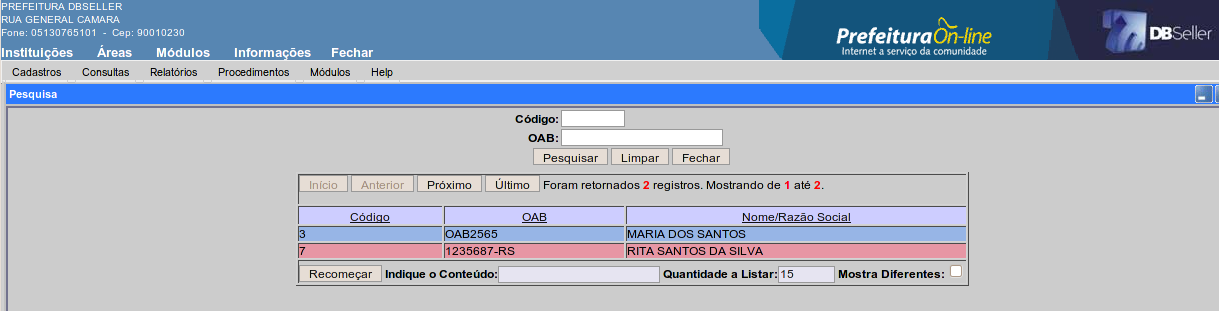 PREFEITURA DBSELLER
RUA GENERAL CAMARA
Fone: 05130765101 - Cep: 90010230
Prefeitura On-line
Internet a serviço da comunidade
DBSeller
Instituições Áreas Módulos Informações Fechar
Cadastros Consultas Relatórios Procedimentos Módulos Help
Pesquisa
Código:
OAB:
Pesquisar Limpar Fechar
Início Anterior Próximo Último Foram retornados 2 registros. Mostrando de 1 até 2.
Código OAB Nome/Razão Social
3 OAB2565 MARIA DOS SANTOS
7 1235687-RS RITA SANTOS DA SILVA
Recomeçar Indique o Conteúdo: Quantidade a Listar: 15 Mostra Diferentes: